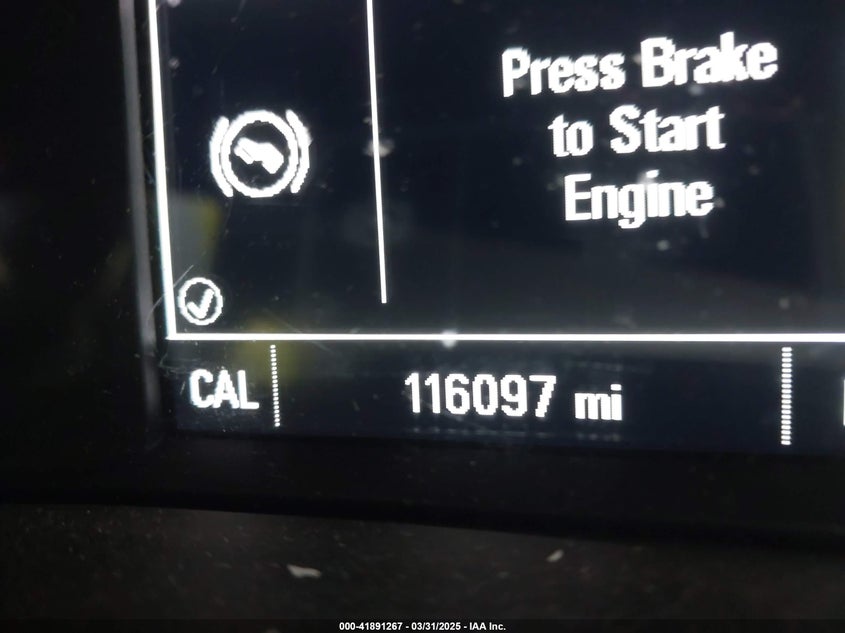 Press Brake
to Start
Engine
CAL 116097 mi
000-41891267 - 03/31/2025 - IAA Inc.